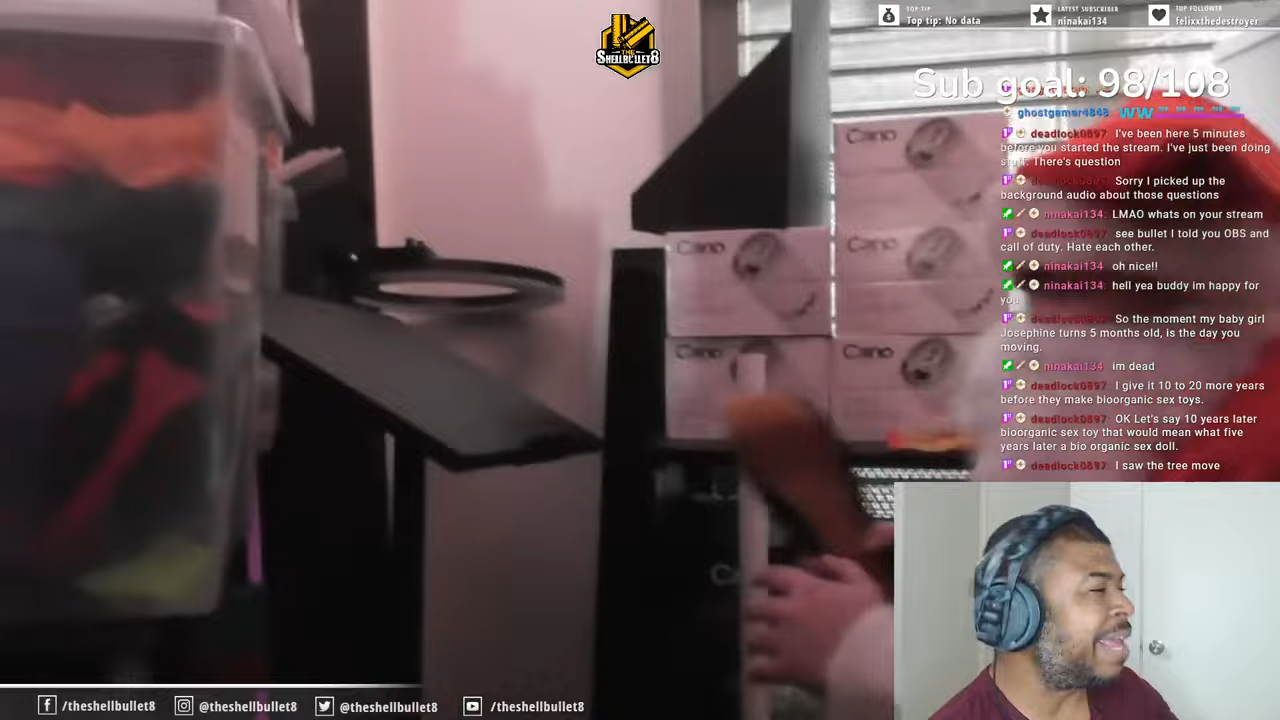 TOP TIP
Top tip: No data
LATEST SUBSCRIBER
ninakai134
TOP FOLLOWER
felixxthedestroyer
THE
SHELLBULLET8
Sub goal: 98/108
ghostgamer4848 WW
deadlock0897: I've been here 5 minutes
before you started the stream. I've just been doing
stuff. There's question
deadlock0897: Sorry I picked up the
background audio about those questions
ninakai134: LMAO whats on your stream
deadlock0897: see bullet I told you OBS and
call of duty. Hate each other.
ninakai134: oh nice!!
ninakai134: hell yea buddy im happy for
you
deadlock0897: So the moment my baby girl
Josephine turns 5 months old, is the day you
moving.
ninakai134: im dead
deadlock0897: I give it 10 to 20 more years
before they make bioorganic sex toys.
deadlock0897: OK Let's say 10 years later
bioorganic sex toy that would mean what five
years later a bio organic sex doll.
deadlock0897: I saw the tree move
/theshellbullet8
@theshellbullet8
@theshellbullet8
/theshellbullet8